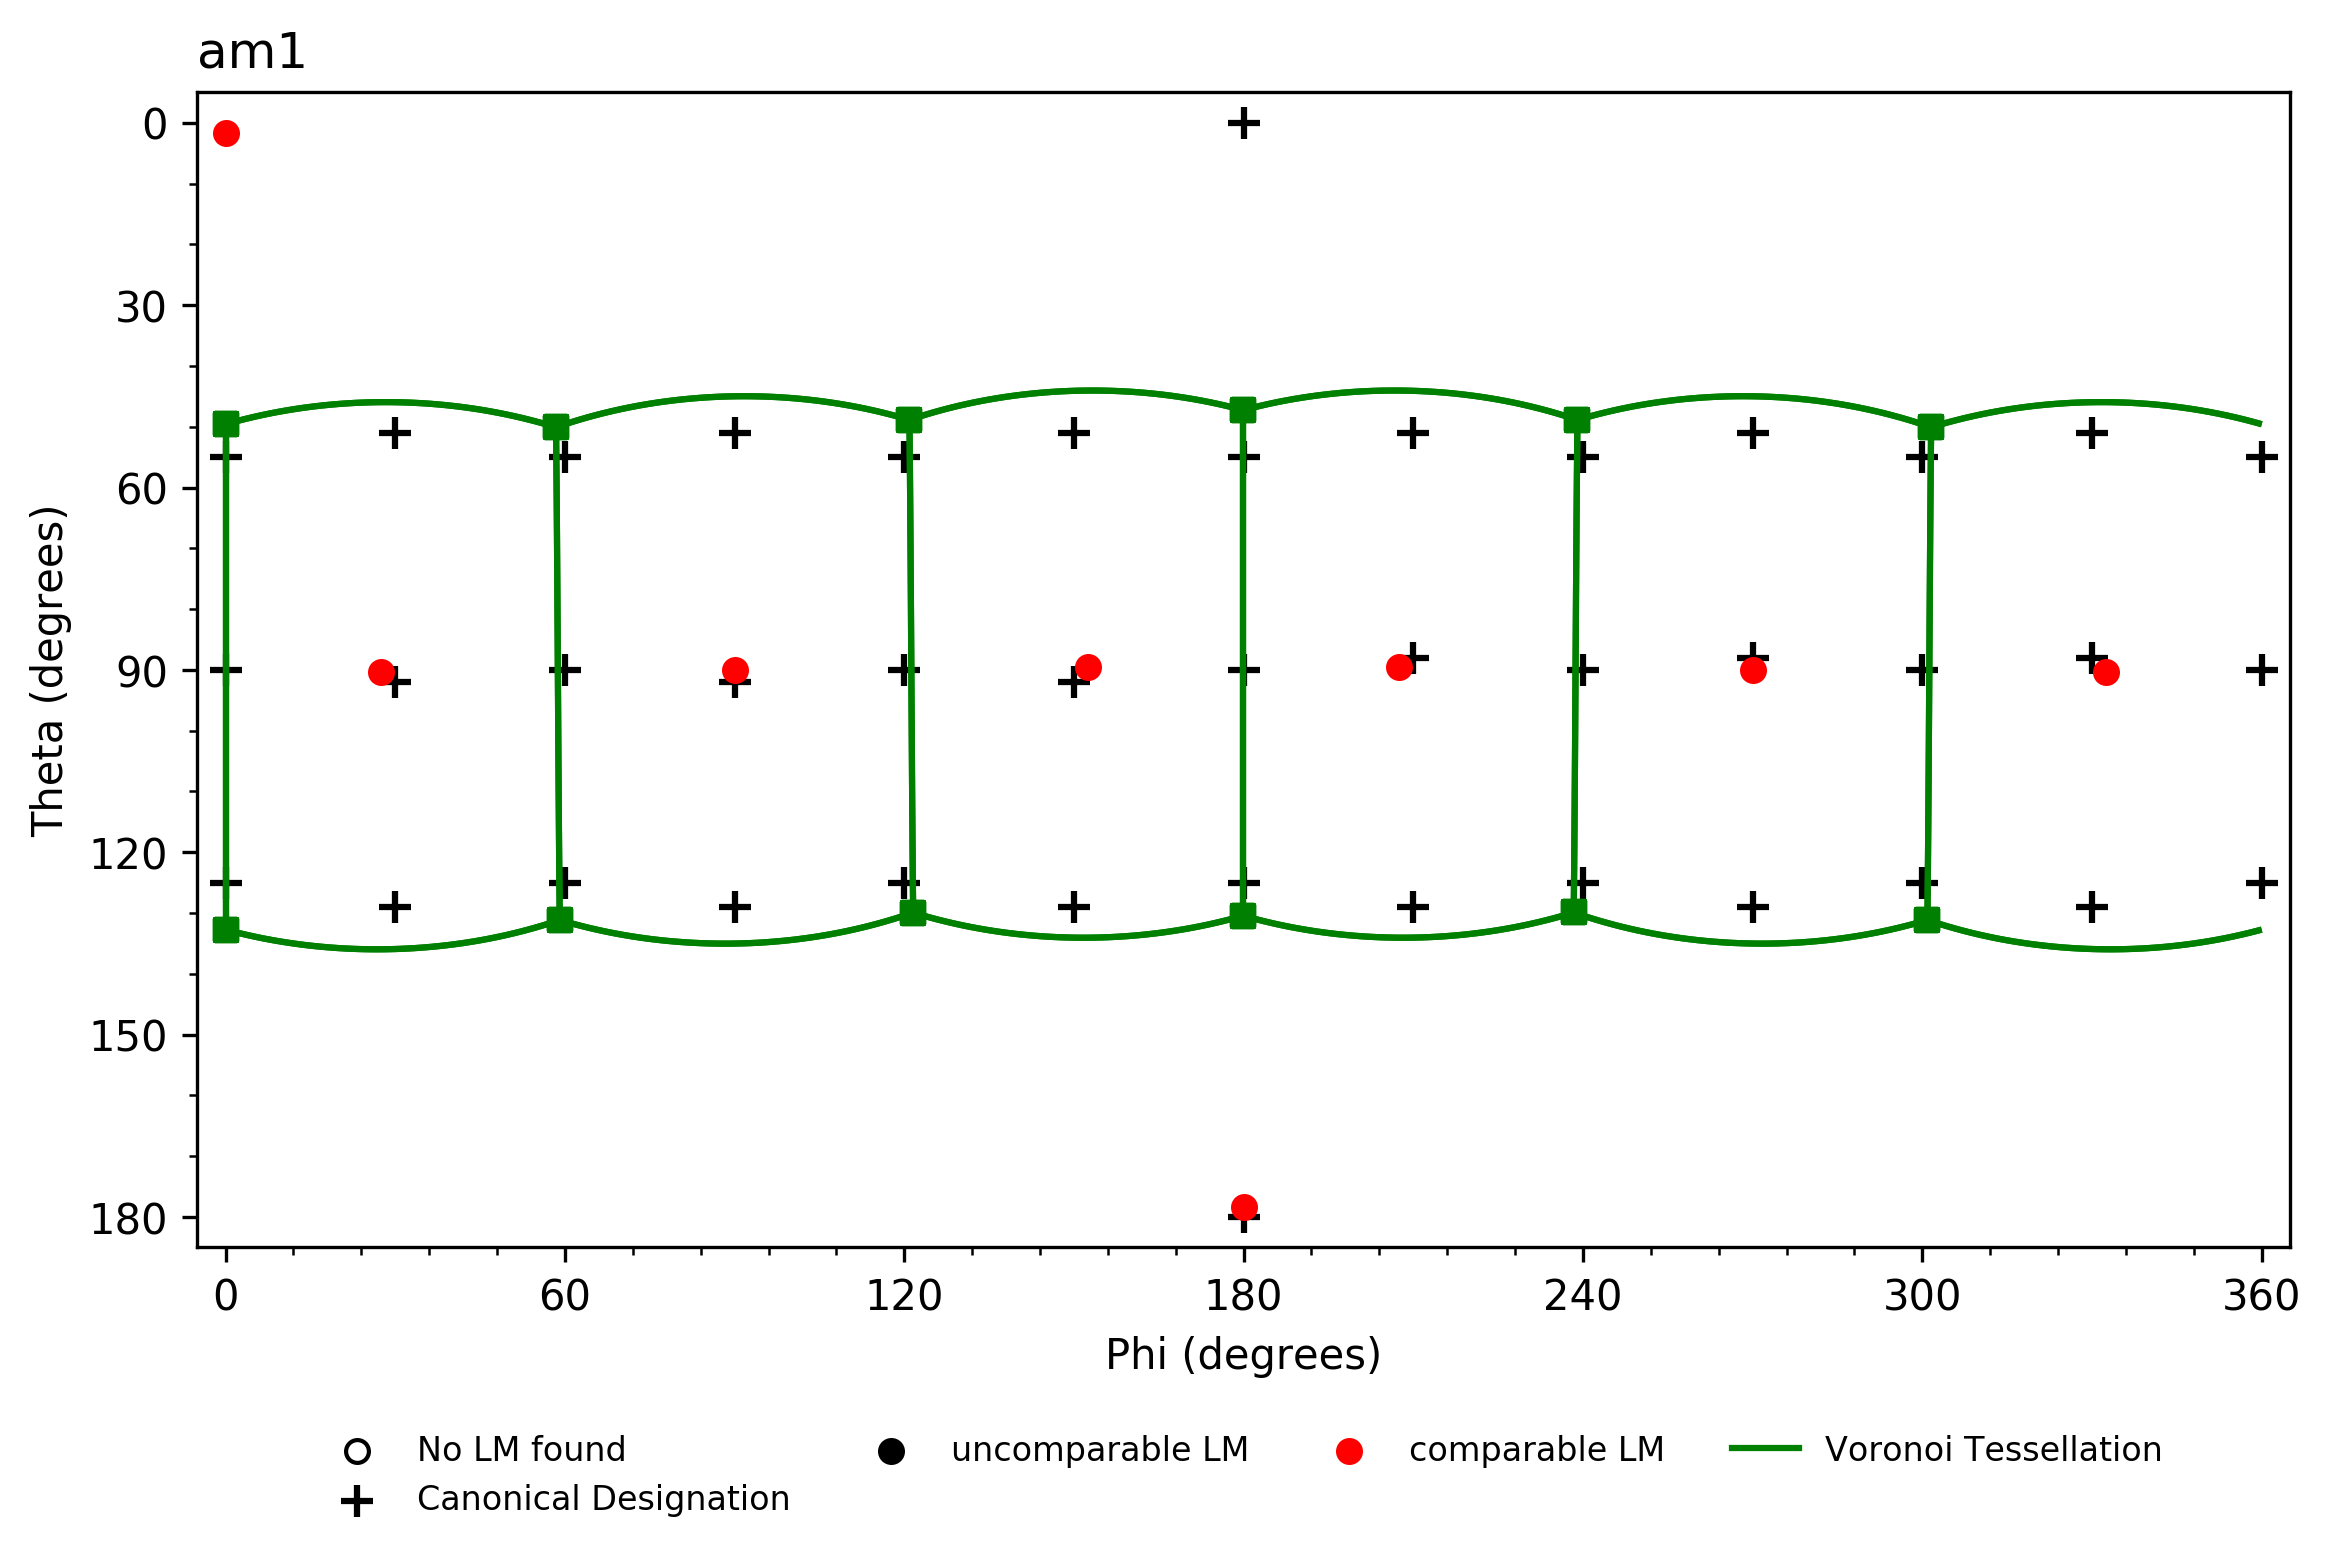 am1
0
30
60
90
120
150
180
Theta (degrees)
0 60 120 180 240 300 360
Phi (degrees)
No LM found uncomparable LM comparable LM Voronoi Tessellation
Canonical Designation